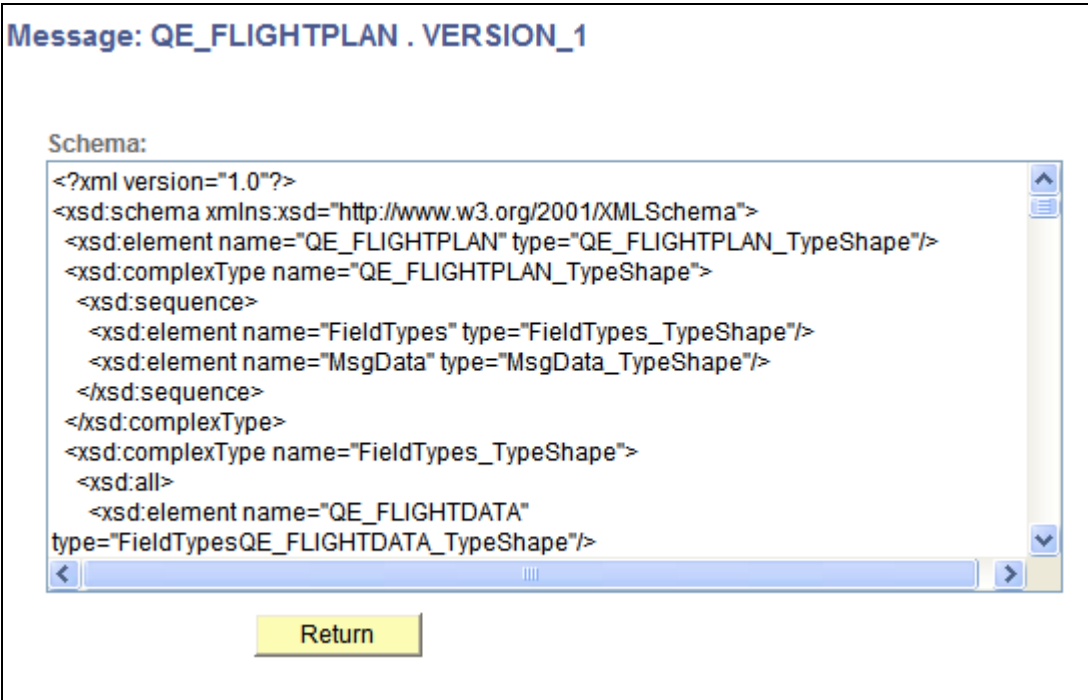 Message: QE_FLIGHTPLAN . VERSION_1
Schema:
<?xml version="1.0"?>
<xsd:schema xmlns:xsd="http://www.w3.org/2001/XMLSchema">
<xsd:element name="QE_FLIGHTPLAN" type="QE_FLIGHTPLAN_TypeShape"/>
<xsd:complexType name="QE_FLIGHTPLAN_TypeShape">
<xsd:sequence>
<xsd:element name="FieldTypes" type="FieldTypes_TypeShape"/>
<xsd:element name="MsgData" type="MsgData_TypeShape"/>
</xsd:sequence>
</xsd:complexType>
<xsd:complexType name="FieldTypes_TypeShape">
<xsd:all>
<xsd:element name="QE_FLIGHTDATA"
type="FieldTypesQE_FLIGHTDATA_TypeShape"/>
Return